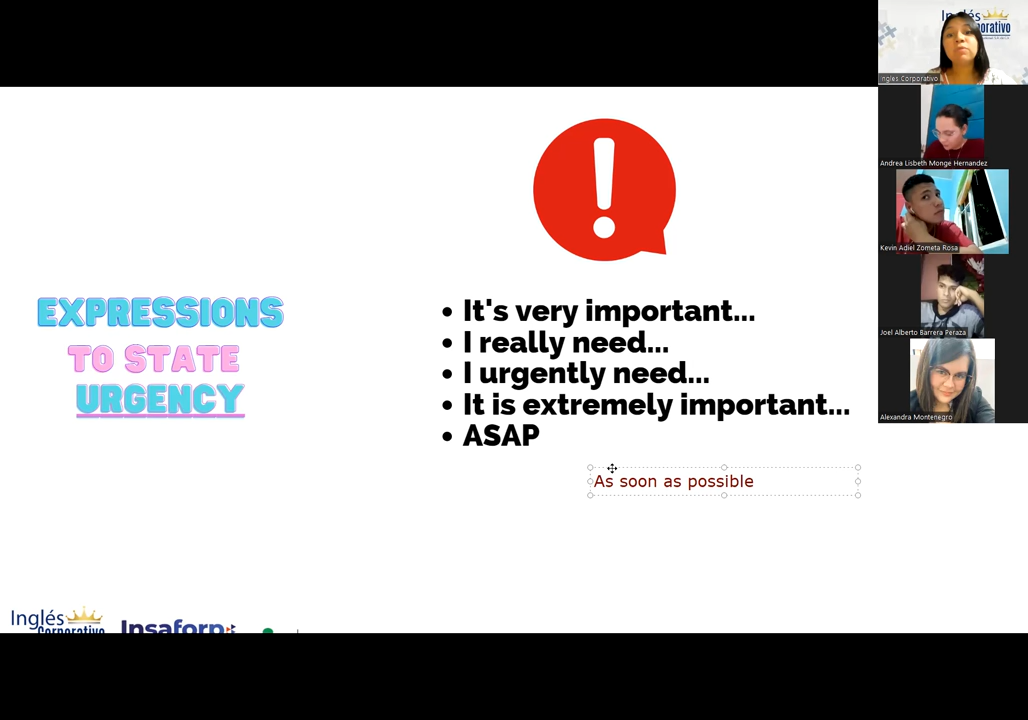 Inglés
Corporativo
Ingles Corporativo
Andrea Lisbeth Monge Hernandez
Kevin Adiel Zometa Rosa
Joel Alberto Barrera Peraza
Alexandra Montenegro
EXPRESSIONS
TO STATE
URGENCY
• It's very important...
• I really need...
• I urgently need...
• It is extremely important...
• ASAP
As soon as possible
Inglés
Corporativo
Insaforp